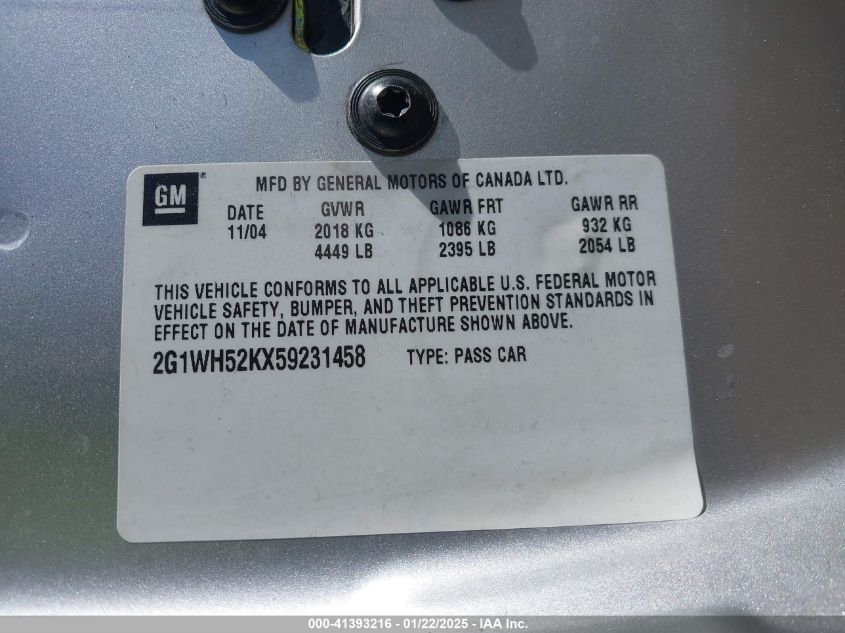 GM® MFD BY GENERAL MOTORS OF CANADA LTD.
DATE GVWR GAWR FRT GAWR RR
11/04 2018 KG 1086 KG 932 KG
4449 LB 2395 LB 2054 LB
THIS VEHICLE CONFORMS TO ALL APPLICABLE U.S. FEDERAL MOTOR
VEHICLE SAFETY, BUMPER, AND THEFT PREVENTION STANDARDS IN
EFFECT ON THE DATE OF MANUFACTURE SHOWN ABOVE.
2G1WH52KX59231458 TYPE: PASS CAR
000-41393216 - 01/22/2025 - IAA Inc.